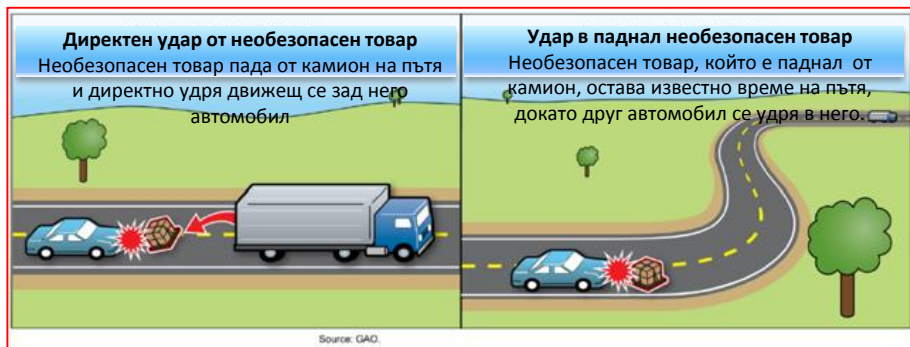 Директен удар от необезопасен товар
Необезопасен товар пада от камион на пътя
и директно удря движещ се зад него
автомобил
Удар в паднал необезопасен товар
Необезопасен товар, който е паднал от
камион, остава известно време на пътя,
докато друг автомобил се удря в него.
Source: GAO.